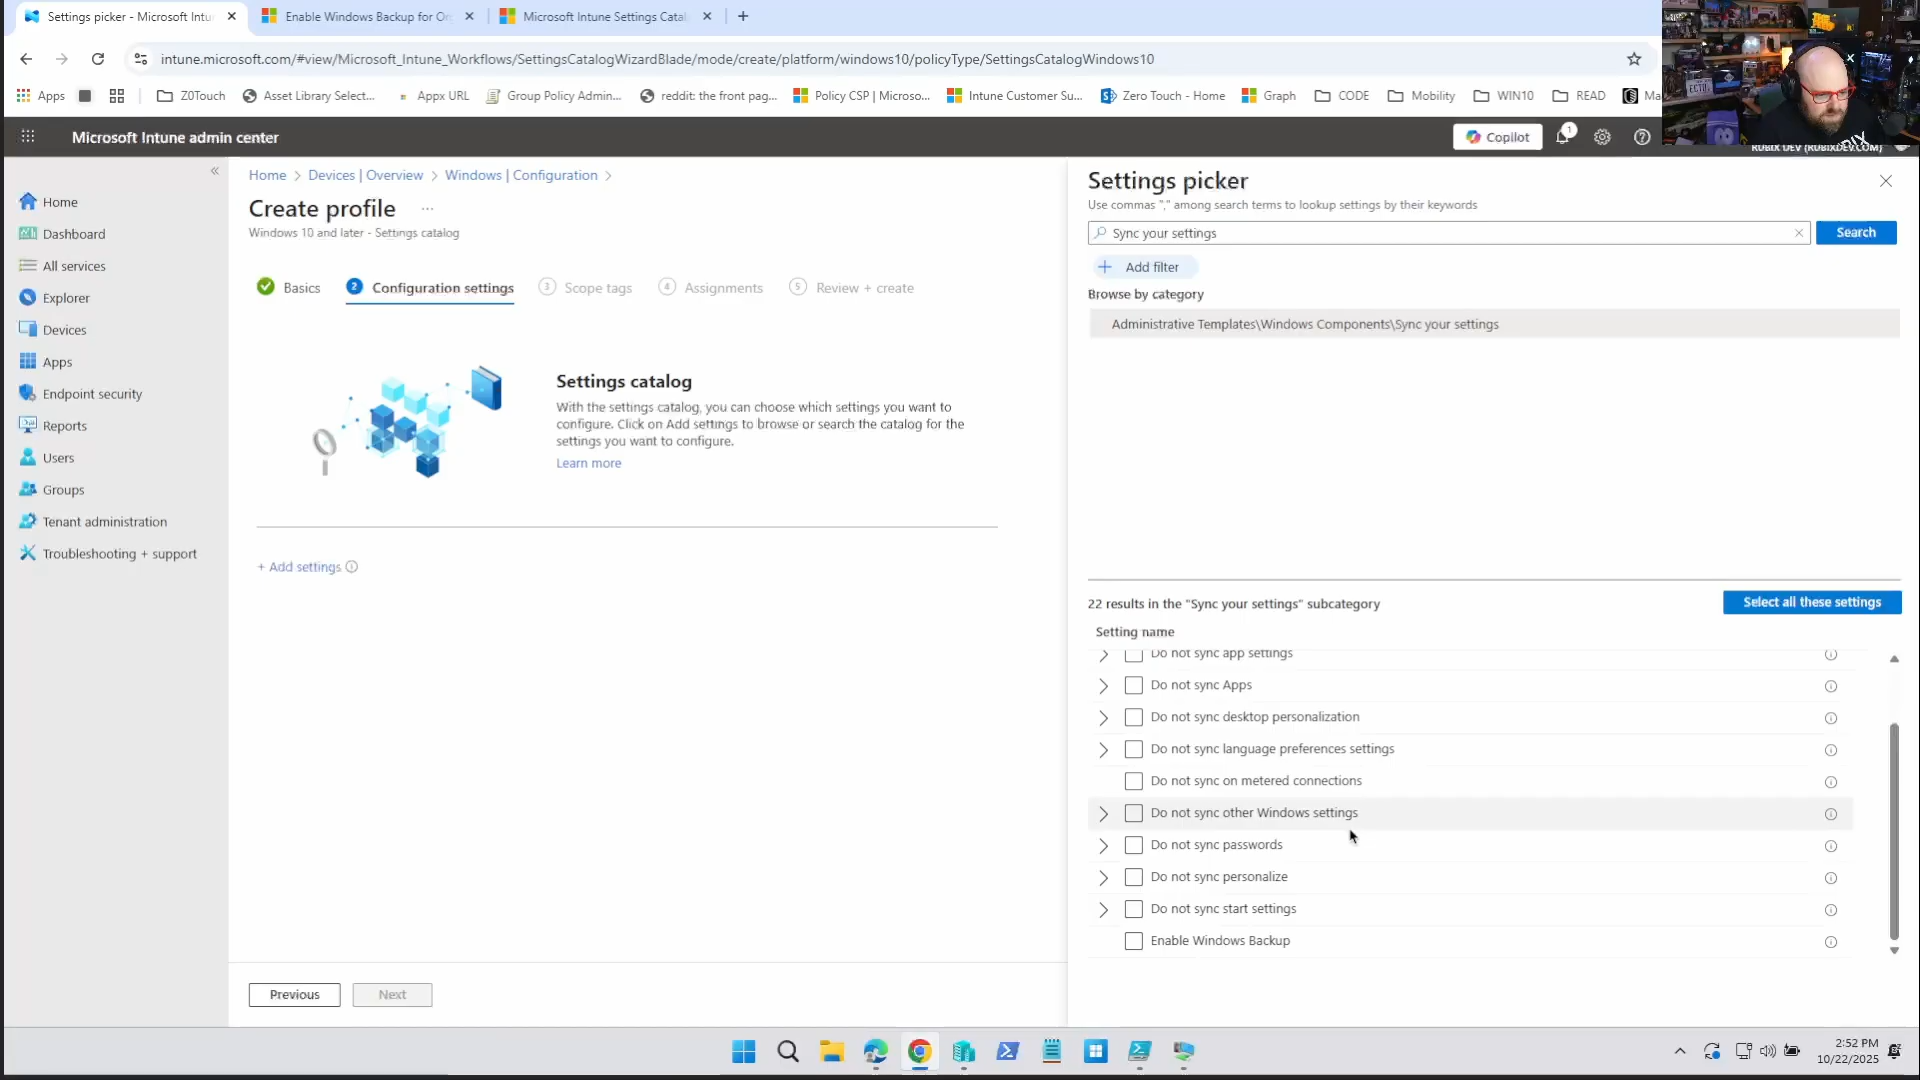 Settings picker - Microsoft Intu
Enable Windows Backup for Or
Microsoft Intune Settings Catal
intune.microsoft.com/#view/Microsoft_Intune_Workflows/SettingsCatalogWizardBlade/mode/create/platform/windows10/policyType/SettingsCatalogWindows10
Apps
Z0Touch
Asset Library Select...
Appx URL
Group Policy Admin...
reddit: the front pag...
Policy CSP | Microso...
Intune Customer Su...
Zero Touch - Home
Graph
CODE
Mobility
WIN10
READ
Ma
Microsoft Intune admin center
Copilot
1
RUBIX DEV (RUBIXDEV.COM)
Home
Dashboard
All services
Explorer
Devices
Apps
Endpoint security
Reports
Users
Groups
Tenant administration
Troubleshooting + support
Home > Devices | Overview > Windows | Configuration >
Create profile ...
Windows 10 and later - Settings catalog
Basics
2 Configuration settings
3 Scope tags
4 Assignments
5 Review + create
Settings catalog
With the settings catalog, you can choose which settings you want to
configure. Click on Add settings to browse or search the catalog for the
settings you want to configure.
Learn more
+ Add settings
Previous
Next
Settings picker
Use commas "," among search terms to lookup settings by their keywords
Sync your settings
Search
+ Add filter
Browse by category
Administrative Templates\Windows Components\Sync your settings
22 results in the "Sync your settings" subcategory
Select all these settings
Setting name
Do not sync app settings
Do not sync Apps
Do not sync desktop personalization
Do not sync language preferences settings
Do not sync on metered connections
Do not sync other Windows settings
Do not sync passwords
Do not sync personalize
Do not sync start settings
Enable Windows Backup
2:52 PM
10/22/2025